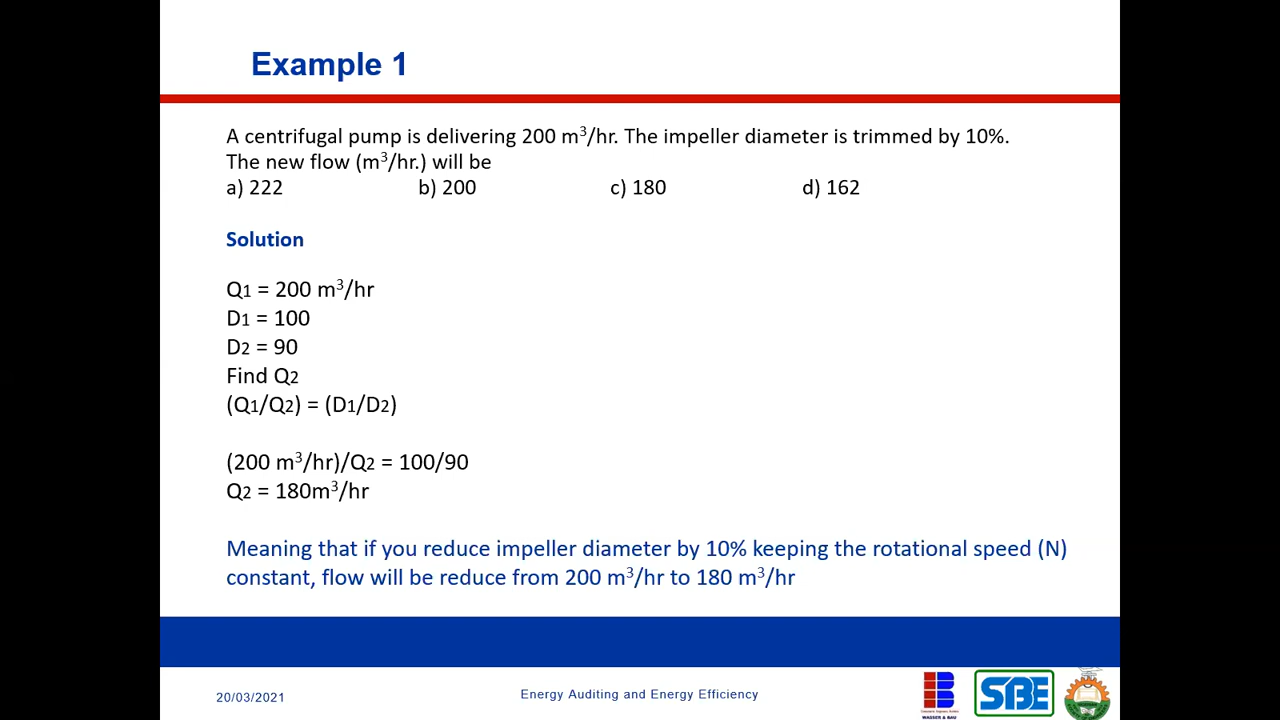 Example 1
A centrifugal pump is delivering 200 m³/hr. The impeller diameter is trimmed by 10%.
The new flow (m³/hr.) will be
a) 222 b) 200 c) 180 d) 162
Solution
Q1 = 200 m³/hr
D1 = 100
D2 = 90
Find Q2
(Q1/Q2) = (D1/D2)
(200 m³/hr)/Q2 = 100/90
Q2 = 180m³/hr
Meaning that if you reduce impeller diameter by 10% keeping the rotational speed (N)
constant, flow will be reduce from 200 m³/hr to 180 m³/hr
20/03/2021
Energy Auditing and Energy Efficiency
WASSER & BAU
SBE